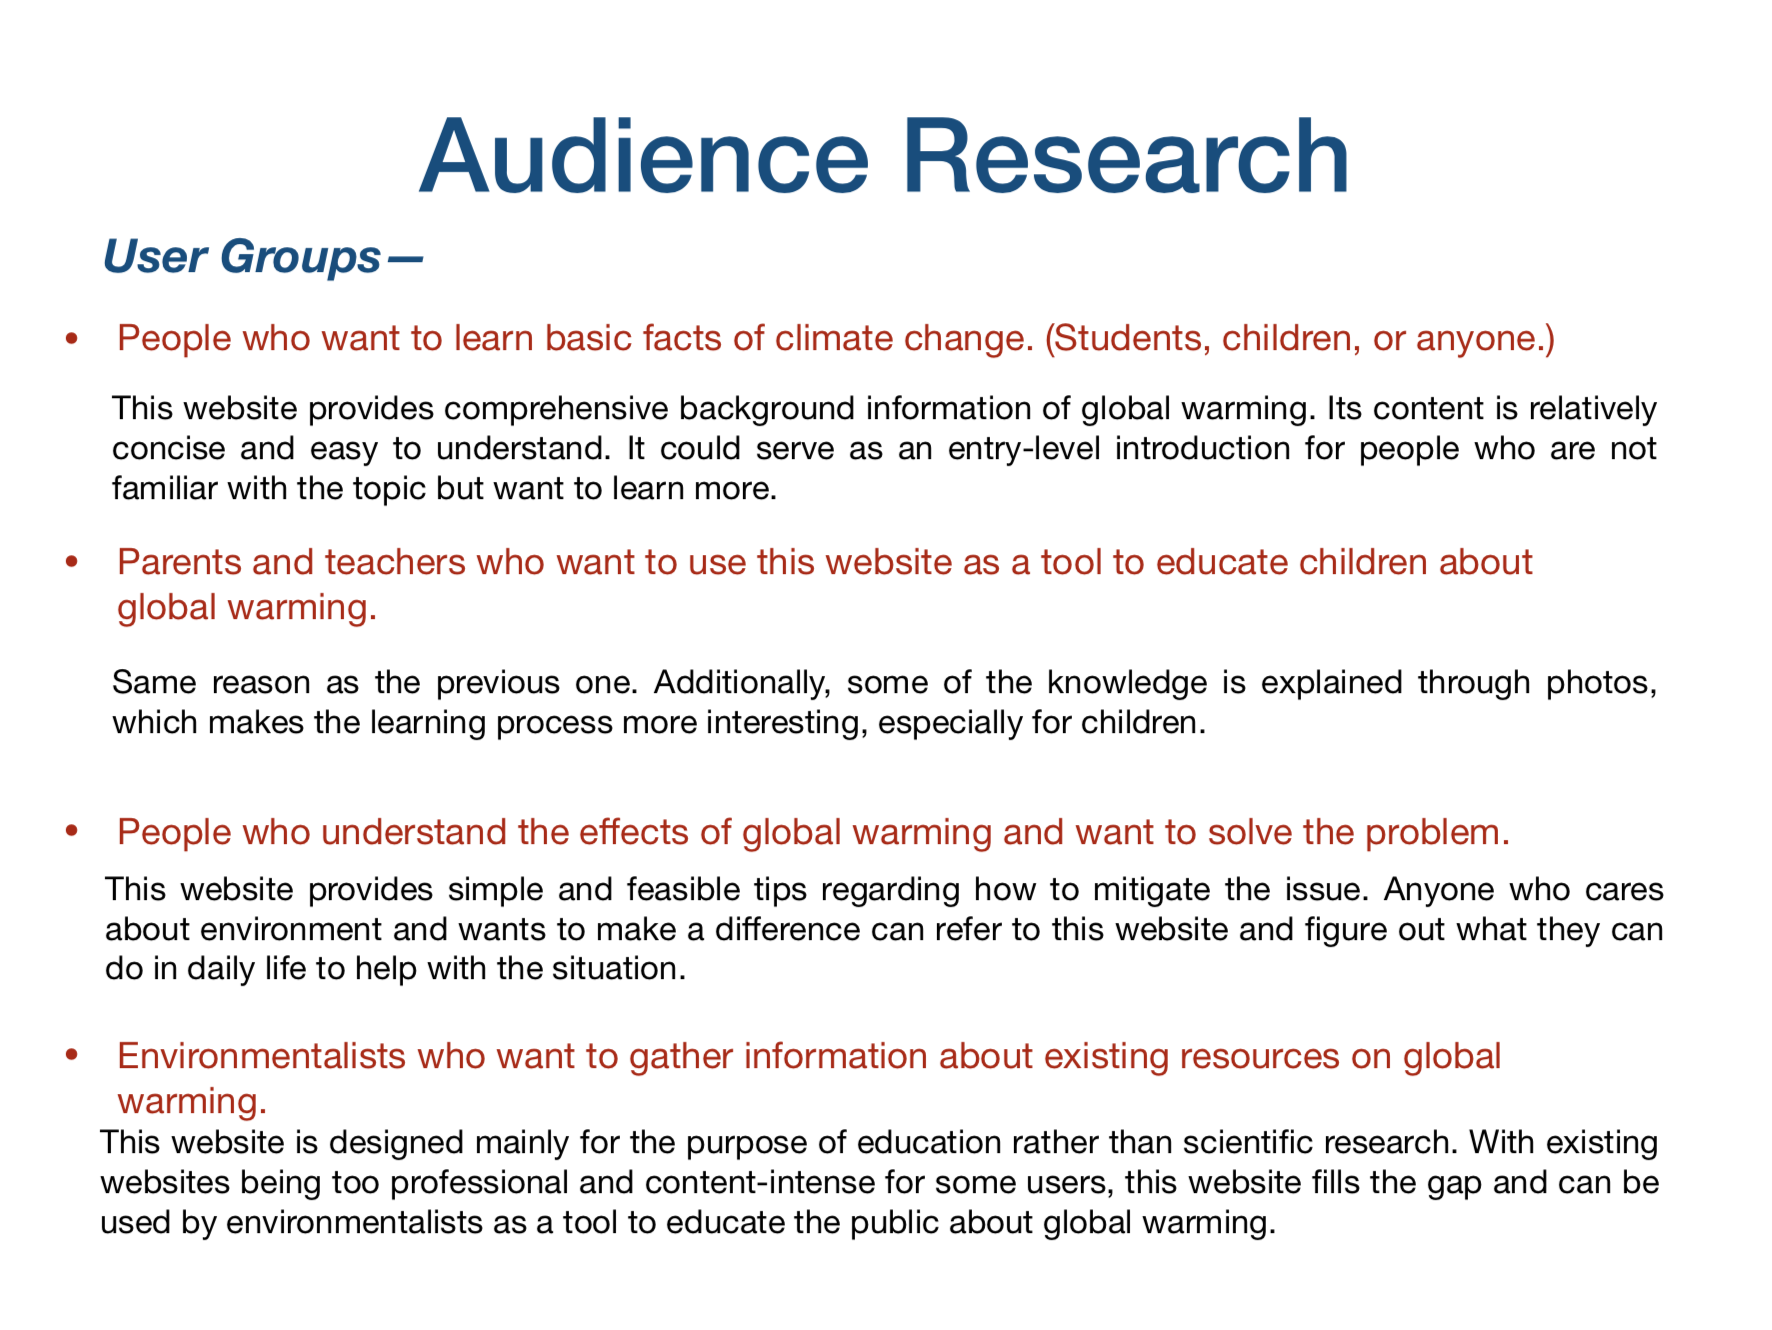 Audience Research
User Groups—
• People who want to learn basic facts of climate change. (Students, children, or anyone.)
This website provides comprehensive background information of global warming. Its content is relatively
concise and easy to understand. It could serve as an entry-level introduction for people who are not
familiar with the topic but want to learn more.
• Parents and teachers who want to use this website as a tool to educate children about
global warming.
Same reason as the previous one. Additionally, some of the knowledge is explained through photos,
which makes the learning process more interesting, especially for children.
• People who understand the effects of global warming and want to solve the problem.
This website provides simple and feasible tips regarding how to mitigate the issue. Anyone who cares
about environment and wants to make a difference can refer to this website and figure out what they can
do in daily life to help with the situation.
• Environmentalists who want to gather information about existing resources on global
warming.
This website is designed mainly for the purpose of education rather than scientific research. With existing
websites being too professional and content-intense for some users, this website fills the gap and can be
used by environmentalists as a tool to educate the public about global warming.